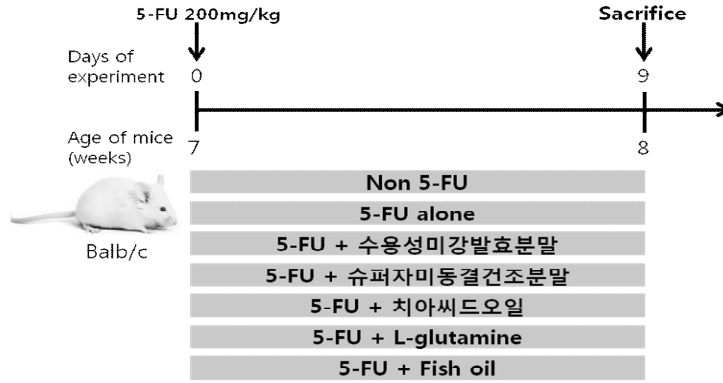 5-FU 200mg/kg
Sacrifice
Days of
experiment
0
9
Age of mice
(weeks)
7
8
Balb/c
Non 5-FU
5-FU alone
5-FU + 수용성미강발효분말
5-FU + 슈퍼자미동결건조분말
5-FU + 치아씨드오일
5-FU + L-glutamine
5-FU + Fish oil